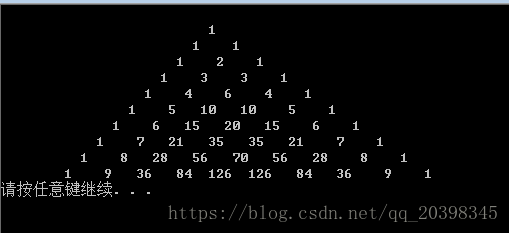 1
1 1
1 2 1
1 3 3 1
1 4 6 4 1
1 5 10 10 5 1
1 6 15 20 15 6 1
1 7 21 35 35 21 7 1
1 8 28 56 70 56 28 8 1
1 9 36 84 126 126 84 36 9 1
请按任意键继续. . .
https://blog.csdn.net/qq_20398345